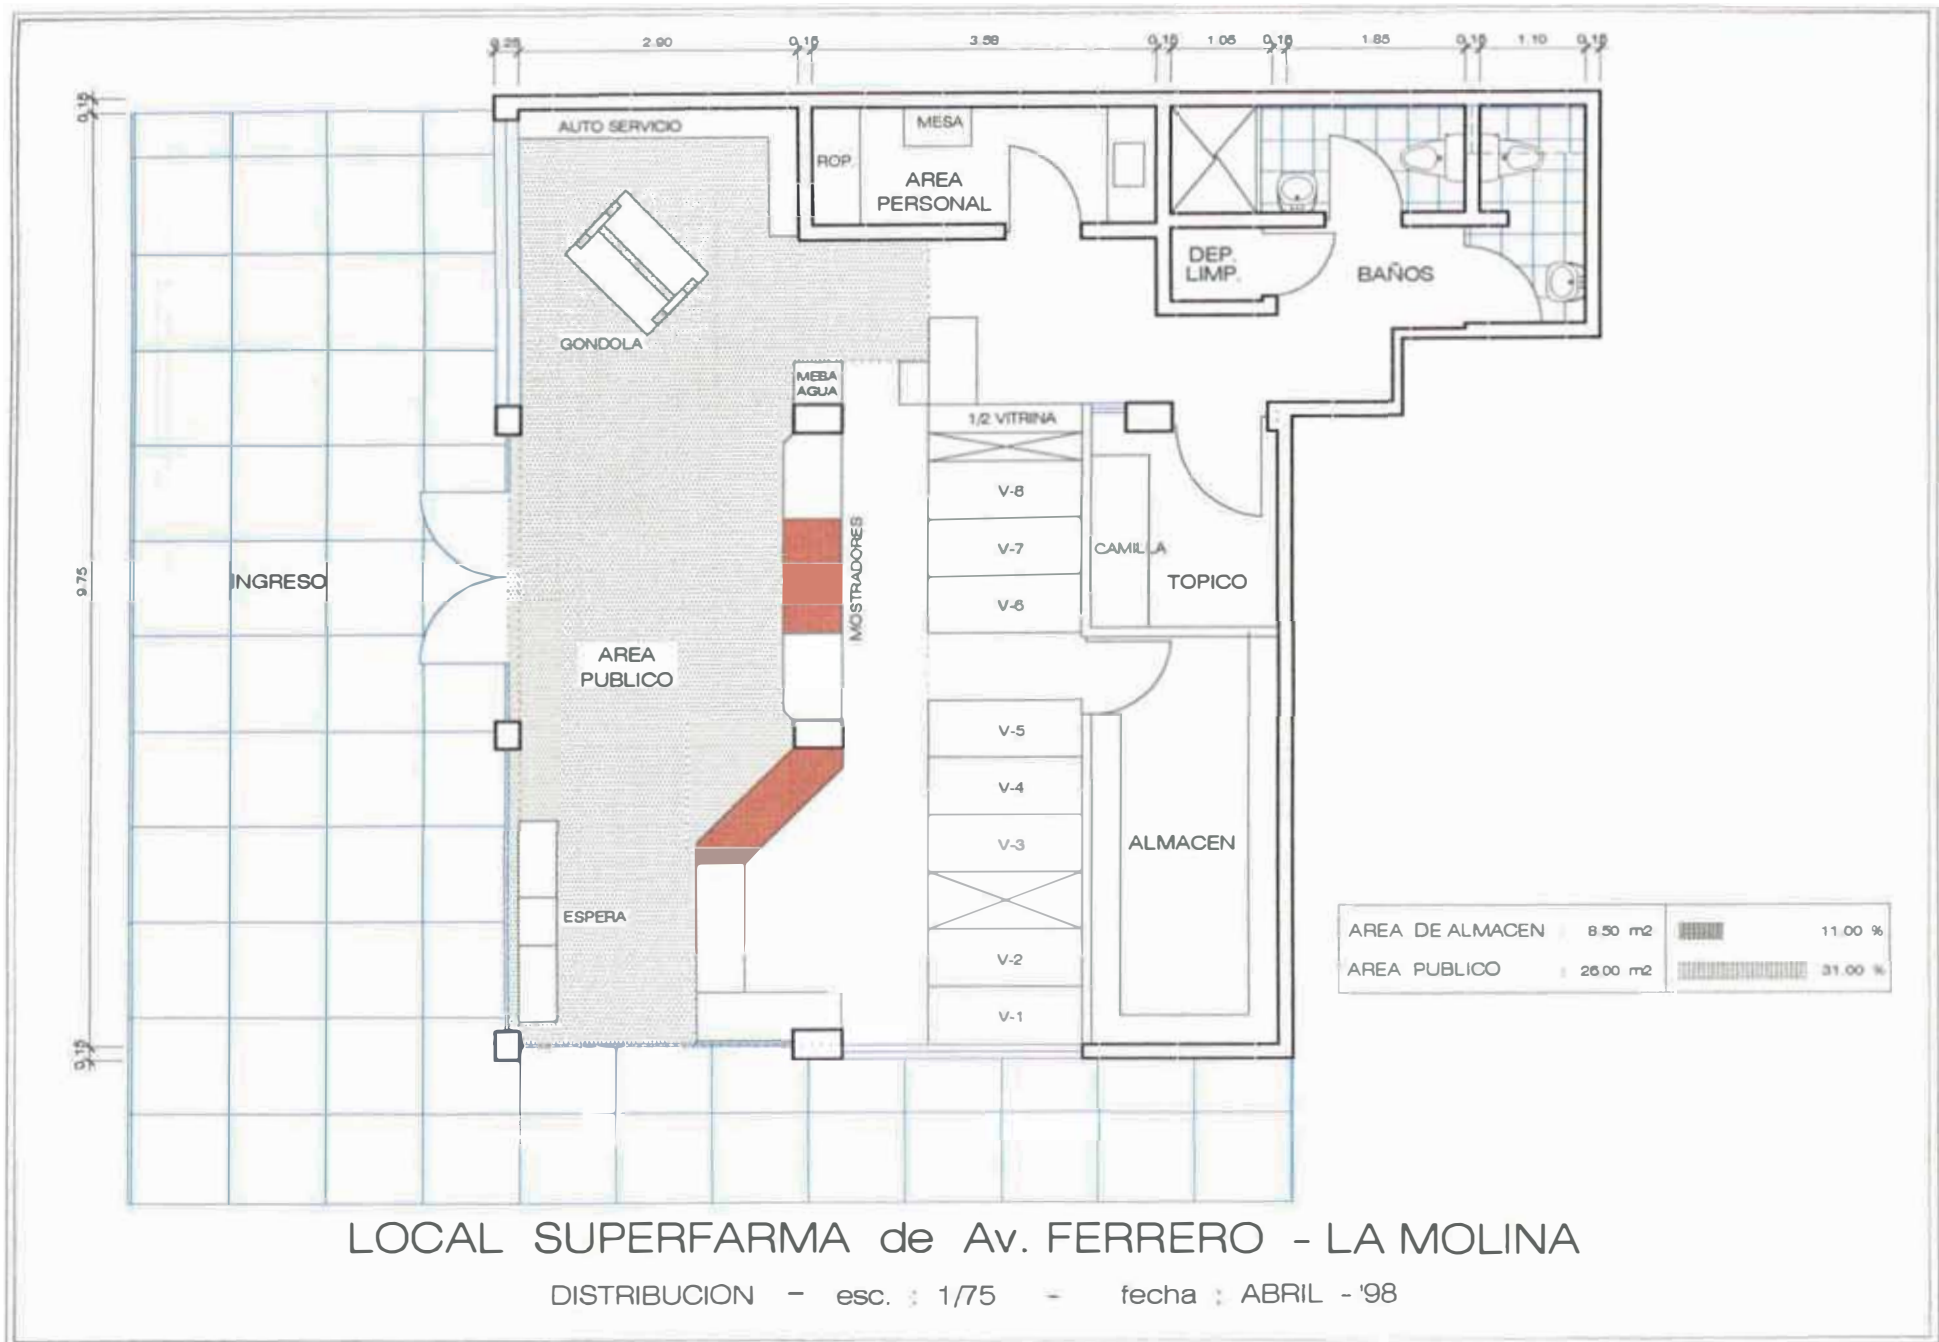 0.25 2.90 0.15 3.58 0.15 1.05 0.15 1.85 0.15 1.10 0.15
0.15
9.75
0.15
AUTO SERVICIO
MESA
ROP.
AREA
PERSONAL
DEP.
LIMP.
BAÑOS
GONDOLA
MESA
AGUA
1/2 VITRINA
V-8
V-7
V-6
MOSTRADORES
CAMILLA
TOPICO
INGRESO
AREA
PUBLICO
V-5
V-4
V-3
V-2
V-1
ALMACEN
ESPERA
AREA DE ALMACEN : 8.50 m2 11.00 %
AREA PUBLICO : 26.00 m2 31.00 %
LOCAL SUPERFARMA de Av. FERRERO - LA MOLINA
DISTRIBUCION - esc. : 1/75 - fecha : ABRIL - '98